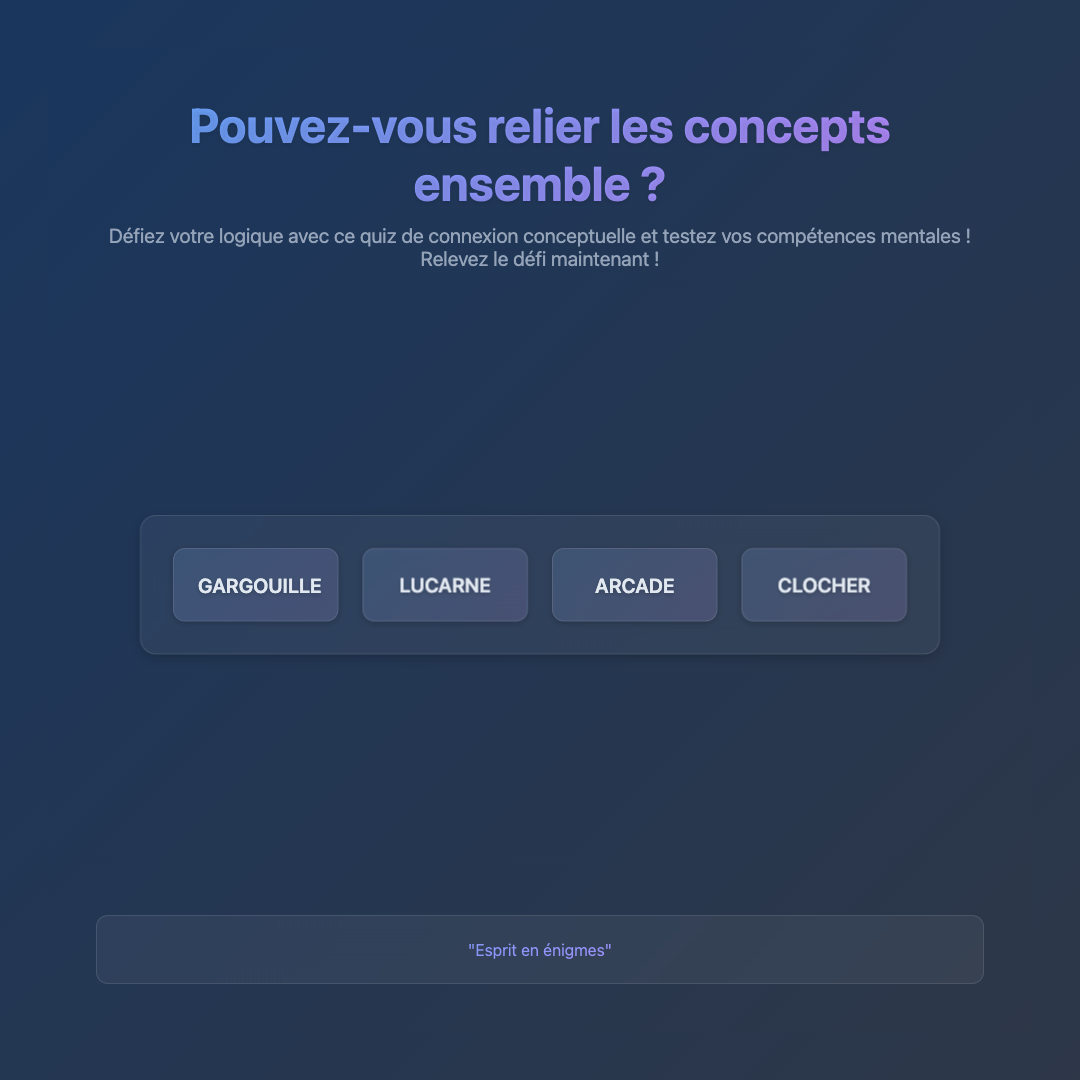 Pouvez-vous relier les concepts
ensemble ?
Défiez votre logique avec ce quiz de connexion conceptuelle et testez vos compétences mentales !
Relevez le défi maintenant !
GARGOUILLE
LUCARNE
ARCADE
CLOCHER
"Esprit en énigmes"